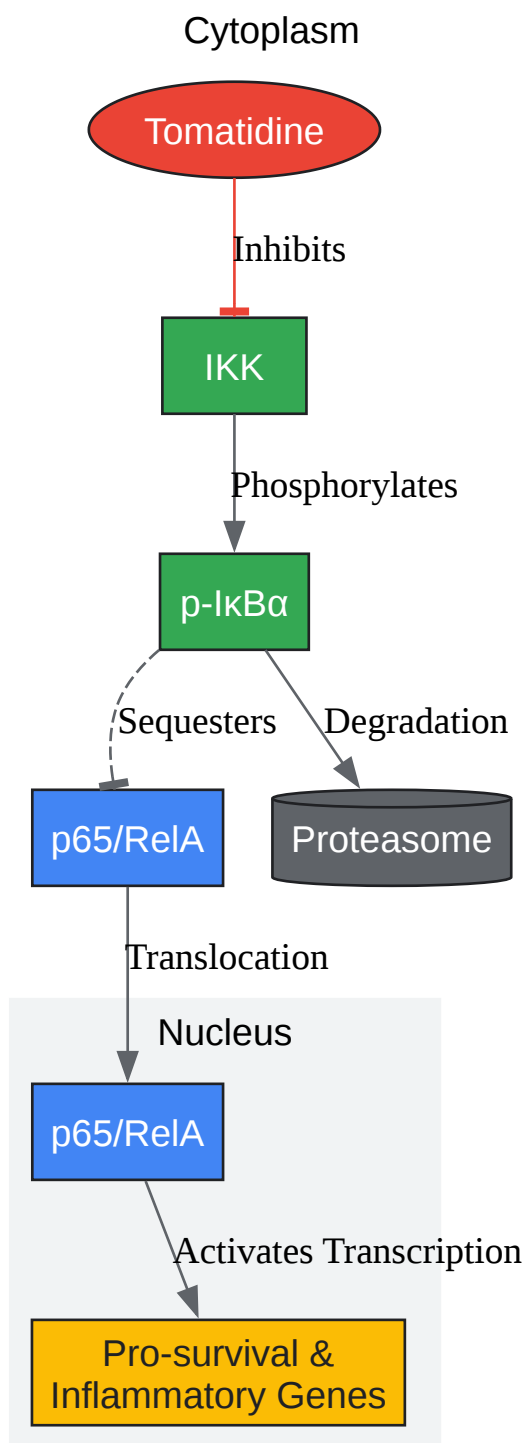 Cytoplasm
Tomatidine
Inhibits
IKK
Phosphorylates
p-IκBα
Sequesters
Degradation
p65/RelA
Proteasome
Translocation
Nucleus
p65/RelA
Activates Transcription
Pro-survival &
Inflammatory Genes